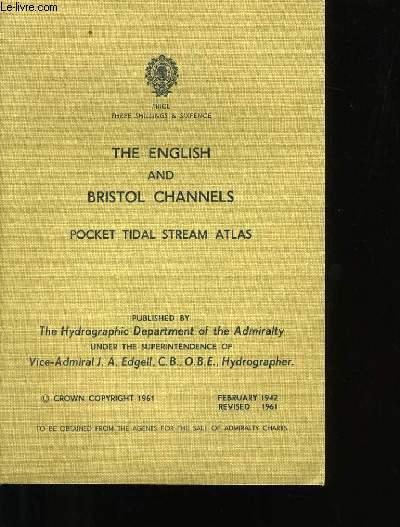 Le-livre.com
PRICE
THREE SHILLINGS & SIXPENCE
THE ENGLISH
AND
BRISTOL CHANNELS
POCKET TIDAL STREAM ATLAS
PUBLISHED BY
The Hydrographic Department of the Admiralty
UNDER THE SUPERINTENDENCE OF
Vice-Admiral J. A. Edgell, C.B., O.B.E., Hydrographer.
© CROWN COPYRIGHT 1961 FEBRUARY 1942
REVISED 1961
TO BE OBTAINED FROM THE AGENTS FOR THE SALE OF ADMIRALTY CHARTS